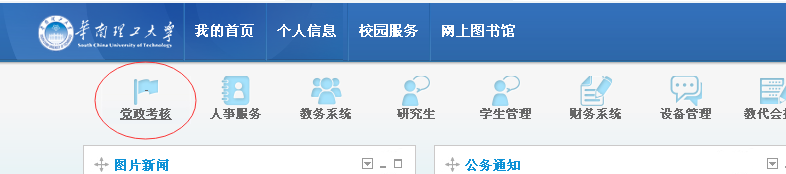 华南理工大学
South China University of Technology
我的首页 个人信息 校园服务 网上图书馆
党政考核 人事服务 教务系统 研究生 学生管理 财务系统 设备管理 教代会
图片新闻 公务通知